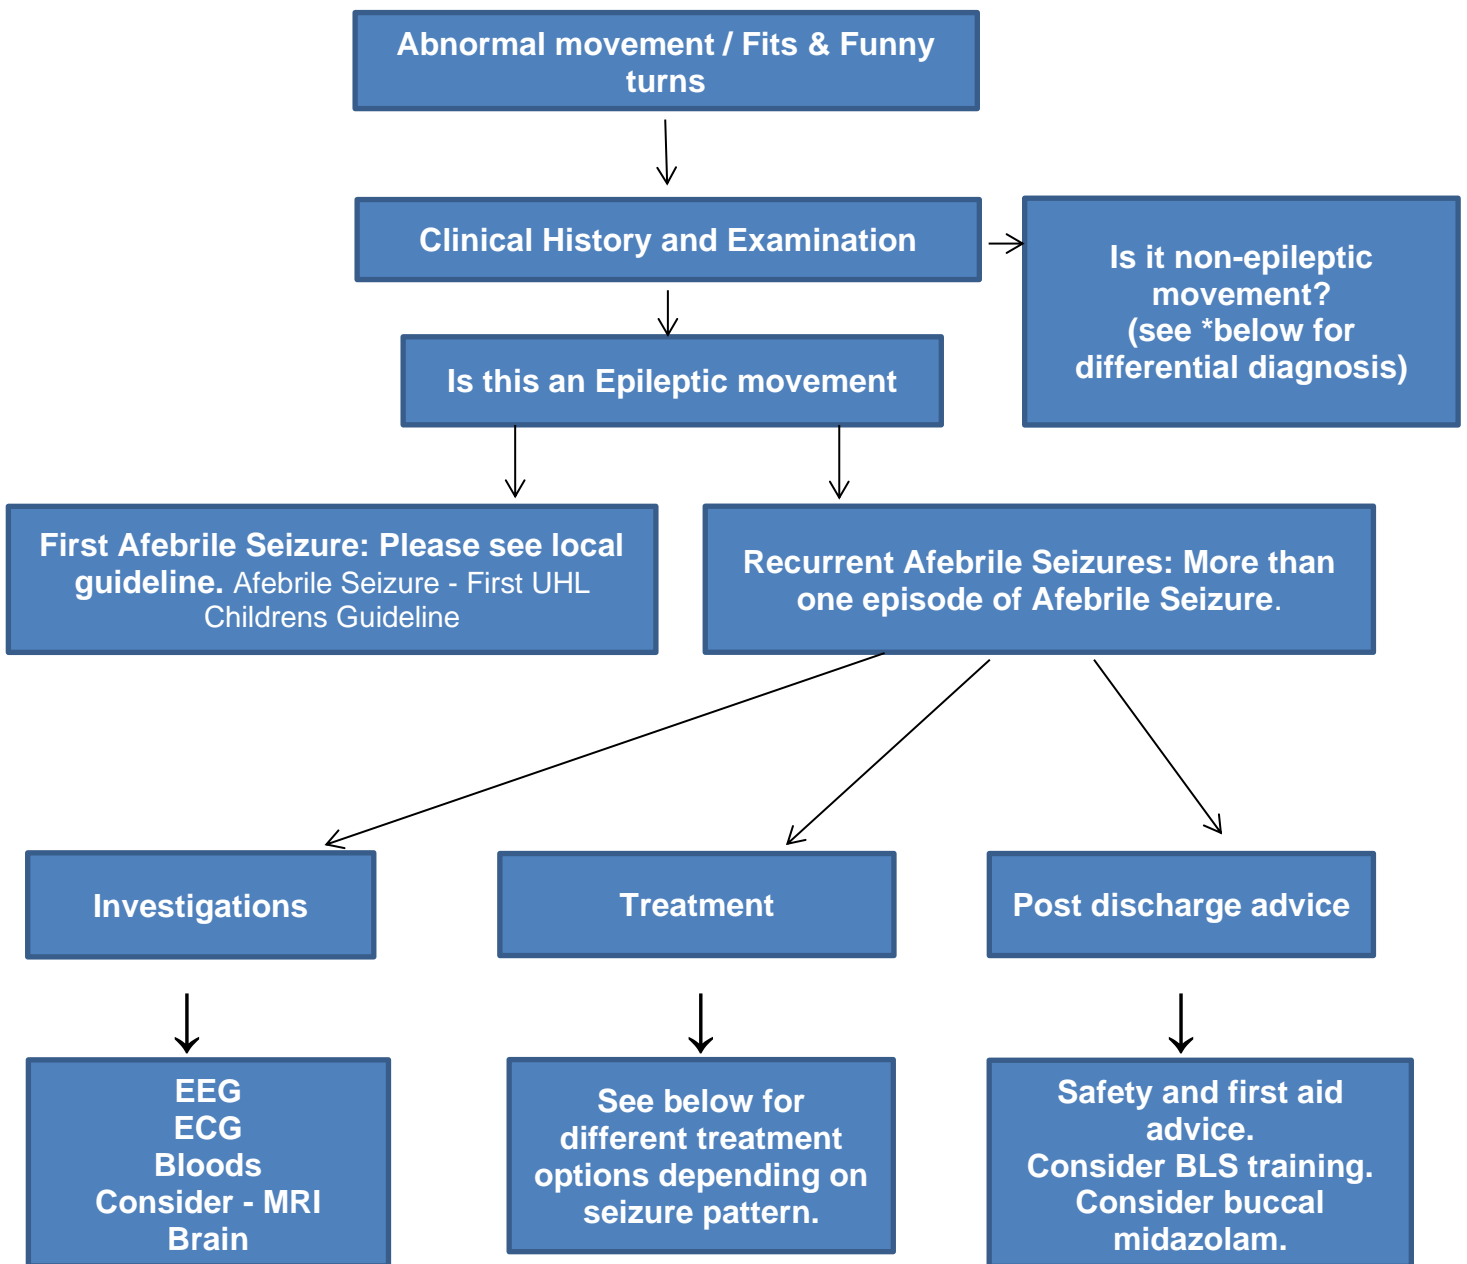 Abnormal movement / Fits & Funny
turns
Clinical History and Examination
Is it non-epileptic
movement?
(see *below for
differential diagnosis)
Is this an Epileptic movement
First Afebrile Seizure: Please see local
guideline. Afebrile Seizure - First UHL
Childrens Guideline
Recurrent Afebrile Seizures: More than
one episode of Afebrile Seizure.
Investigations
Treatment
Post discharge advice
EEG
ECG
Bloods
Consider - MRI
Brain
See below for
different treatment
options depending on
seizure pattern.
Safety and first aid
advice.
Consider BLS training.
Consider buccal
midazolam.